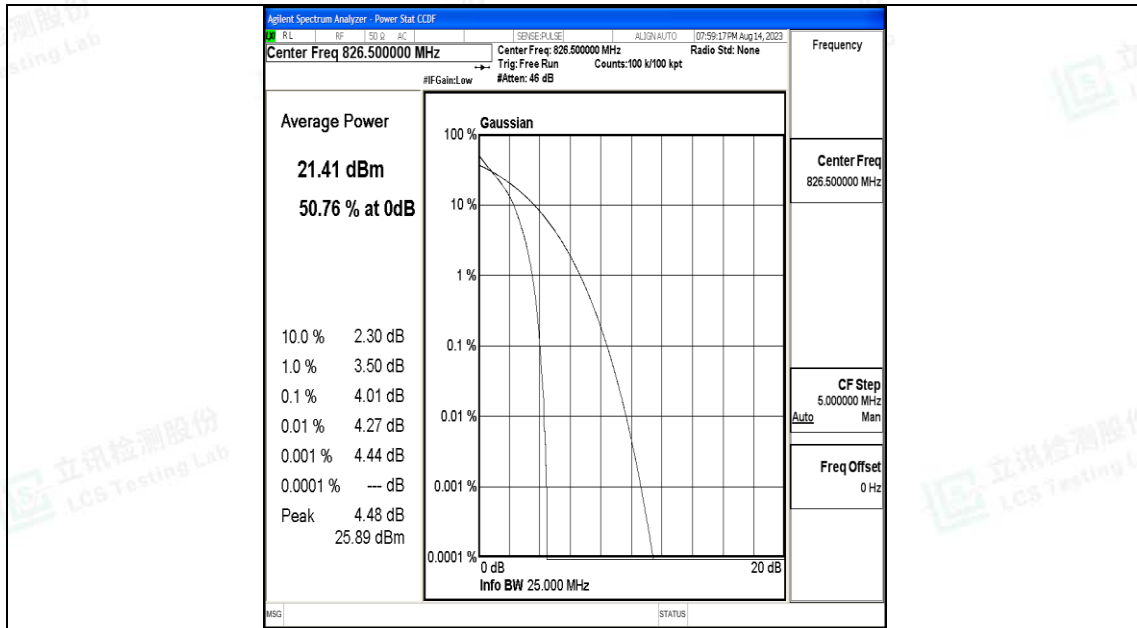 Agilent Spectrum Analyzer - Power Stat CCDF
RL RF 50 Ω AC SENSE:PULSE ALIGN AUTO 07:59:17 PM Aug 14, 2023
Center Freq 826.500000 MHz
Center Freq: 826.500000 MHz Radio Std: None
Trig: Free Run Counts:100 k/100 kpt
#IFGain:Low #Atten: 46 dB
Average Power
21.41 dBm
50.76 % at 0dB
10.0 % 2.30 dB
1.0 % 3.50 dB
0.1 % 4.01 dB
0.01 % 4.27 dB
0.001 % 4.44 dB
0.0001 % --- dB
Peak 4.48 dB
25.89 dBm
Gaussian
100 %
10 %
1 %
0.1 %
0.01 %
0.001 %
0.0001 %
0 dB 20 dB
Info BW 25.000 MHz
Frequency
Center Freq
826.500000 MHz
CF Step
5.000000 MHz
Auto Man
Freq Offset
0 Hz
MSG STATUS
立讯检测股份
LCS Testing Lab
立讯检测股份